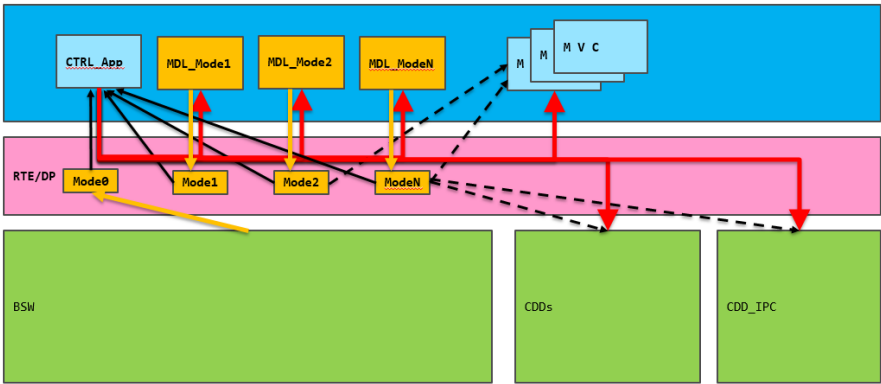 CTRL_App
MDL_Mode1
MDL_Mode2
MDL_ModeN
M
M
M V C
RTE/DP
Mode0
Mode1
Mode2
ModeN
BSW
CDDs
CDD_IPC